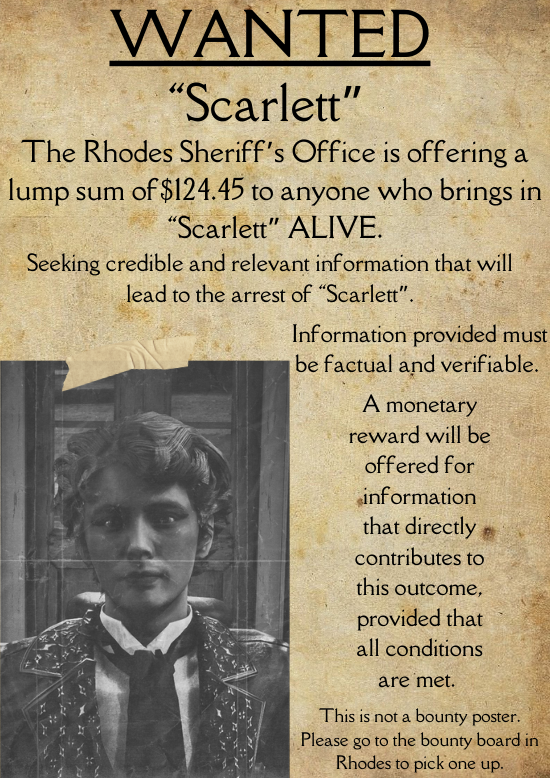 WANTED
“Scarlett”
The Rhodes Sheriff's Office is offering a
lump sum of $124.45 to anyone who brings in
“Scarlett” ALIVE.
Seeking credible and relevant information that will
lead to the arrest of “Scarlett”.
Information provided must
be factual and verifiable.
A monetary
reward will be
offered for
information
that directly
contributes to
this outcome,
provided that
all conditions
are met.
This is not a bounty poster.
Please go to the bounty board in
Rhodes to pick one up.